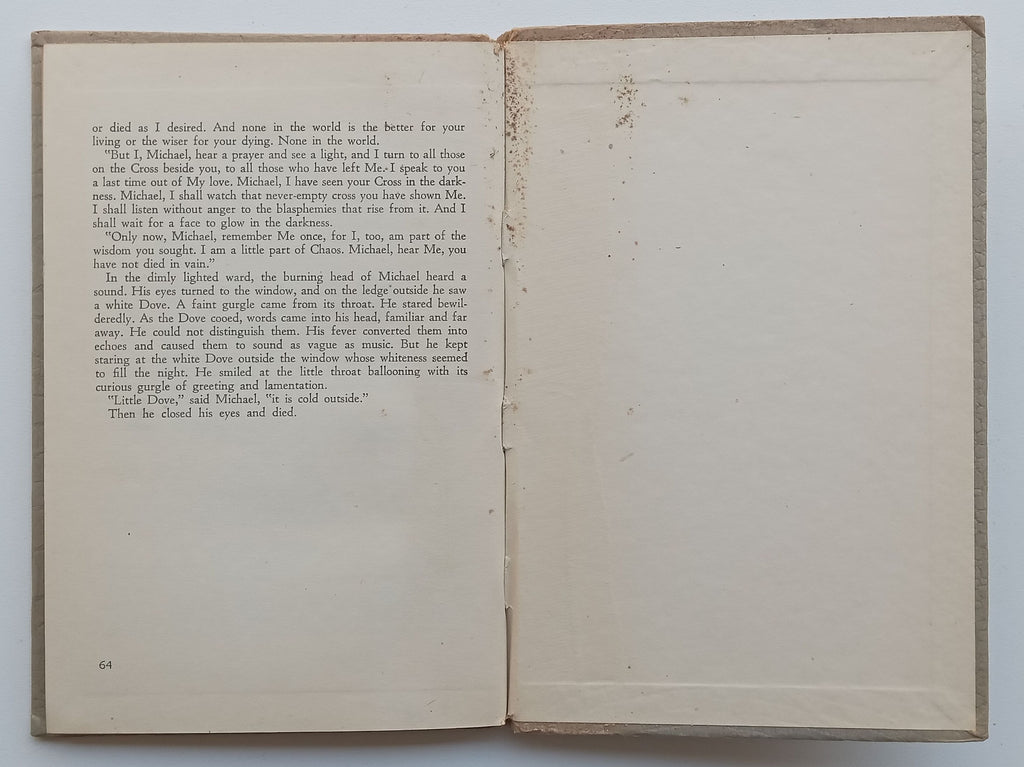 or died as I desired. And none in the world is the better for your
living or the wiser for your dying. None in the world.
"But I, Michael, hear a prayer and see a light, and I turn to all those
on the Cross beside you, to all those who have left Me. I speak to you
a last time out of My love. Michael, I have seen your Cross in the dark-
ness. Michael, I shall watch that never-empty cross you have shown Me.
I shall listen without anger to the blasphemies that rise from it. And I
shall wait for a face to glow in the darkness.
"Only now, Michael, remember Me once, for I, too, am part of the
wisdom you sought. I am a little part of Chaos. Michael, hear Me, you
have not died in vain."
In the dimly lighted ward, the burning head of Michael heard a
sound. His eyes turned to the window, and on the ledge outside he saw
a white Dove. A faint gurgle came from its throat. He stared bewil-
deredly. As the Dove cooed, words came into his head, familiar and far
away. He could not distinguish them. His fever converted them into
echoes and caused them to sound as vague as music. But he kept
staring at the white Dove outside the window whose whiteness seemed
to fill the night. He smiled at the little throat ballooning with its
curious gurgle of greeting and lamentation.
"Little Dove," said Michael, "it is cold outside."
Then he closed his eyes and died.
64